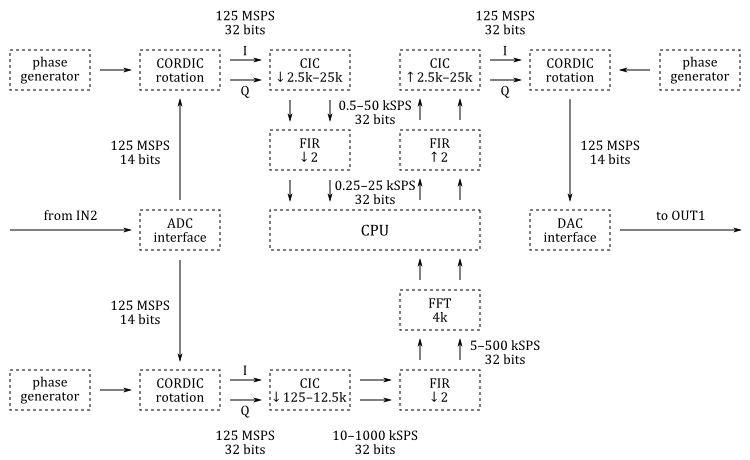 125 MSPS
32 bits
125 MSPS
32 bits
phase
generator
CORDIC
rotation
I
Q
CIC
↓2.5k–25k
CIC
↑2.5k–25k
I
Q
CORDIC
rotation
phase
generator
0.5–50 kSPS
32 bits
125 MSPS
14 bits
FIR
↓2
FIR
↑2
125 MSPS
14 bits
0.25–25 kSPS
32 bits
from IN2
ADC
interface
CPU
DAC
interface
to OUT1
125 MSPS
14 bits
FFT
4k
5–500 kSPS
32 bits
phase
generator
CORDIC
rotation
I
Q
CIC
↓125–12.5k
FIR
↓2
125 MSPS
32 bits
10–1000 kSPS
32 bits